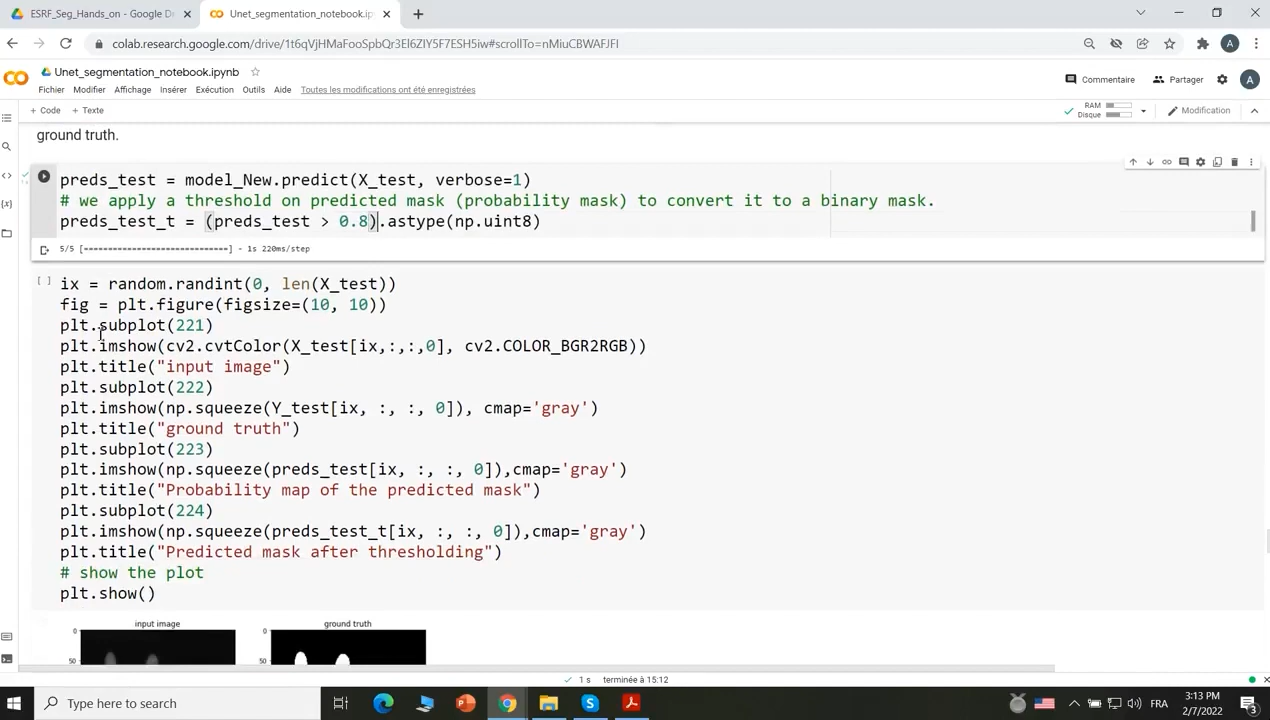 ESRF_Seg_Hands_on - Google D
Unet_segmentation_notebook.ipyn
colab.research.google.com/drive/1t6qVjHMaFooSpbQr3El6ZIY5F7ESH5iw#scrollTo=nMiuCBWAFJFI
A
Unet_segmentation_notebook.ipynb
Commentaire
Partager
A
Fichier Modifier Affichage Insérer Exécution Outils Aide Toutes les modifications ont été enregistrées
+ Code + Texte
RAM
Disque
Modification
ground truth.
preds_test = model_New.predict(X_test, verbose=1)
# we apply a threshold on predicted mask (probability mask) to convert it to a binary mask.
preds_test_t = (preds_test > 0.8).astype(np.uint8)
5/5 [==============================] - 1s 220ms/step
[ ] ix = random.randint(0, len(X_test))
fig = plt.figure(figsize=(10, 10))
plt.subplot(221)
plt.imshow(cv2.cvtColor(X_test[ix,:,:,0], cv2.COLOR_BGR2RGB))
plt.title("input image")
plt.subplot(222)
plt.imshow(np.squeeze(Y_test[ix, :, :, 0]), cmap='gray')
plt.title("ground truth")
plt.subplot(223)
plt.imshow(np.squeeze(preds_test[ix, :, :, 0]),cmap='gray')
plt.title("Probability map of the predicted mask")
plt.subplot(224)
plt.imshow(np.squeeze(preds_test_t[ix, :, :, 0]),cmap='gray')
plt.title("Predicted mask after thresholding")
# show the plot
plt.show()
input image
ground truth
0
0
50
50
1 s terminée à 15:12
Type here to search
FRA
3:13 PM
2/7/2022
3